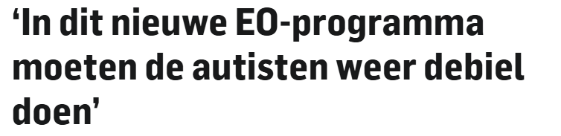 ‘In dit nieuwe EO-programma
moeten de autisten weer debiel
doen’